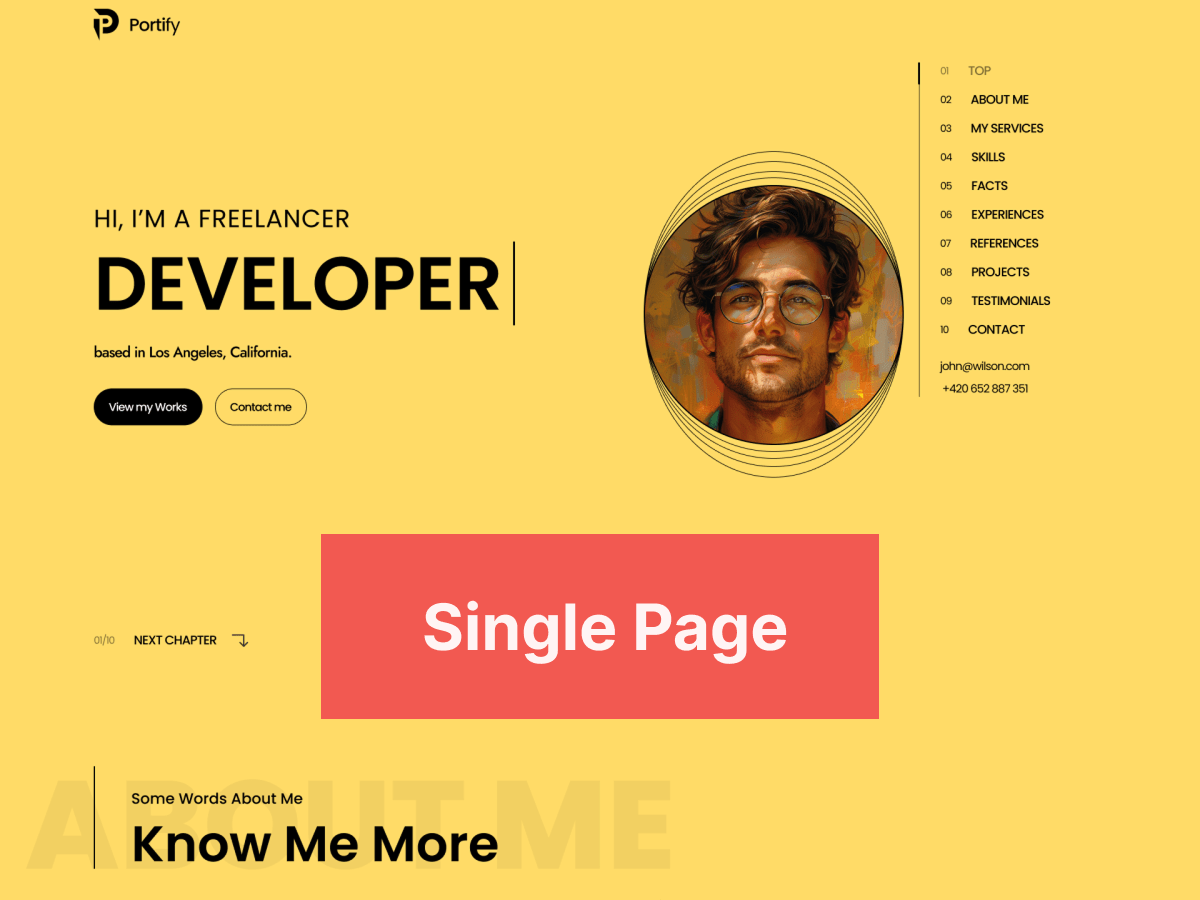 Portify
01 TOP
02 ABOUT ME
03 MY SERVICES
04 SKILLS
05 FACTS
06 EXPERIENCES
07 REFERENCES
08 PROJECTS
09 TESTIMONIALS
10 CONTACT
john@wilson.com
+420 652 887 351
HI, I’M A FREELANCER
DEVELOPER
based in Los Angeles, California.
View my Works
Contact me
Single Page
01/10 NEXT CHAPTER
ABOUT ME
Some Words About Me
Know Me More